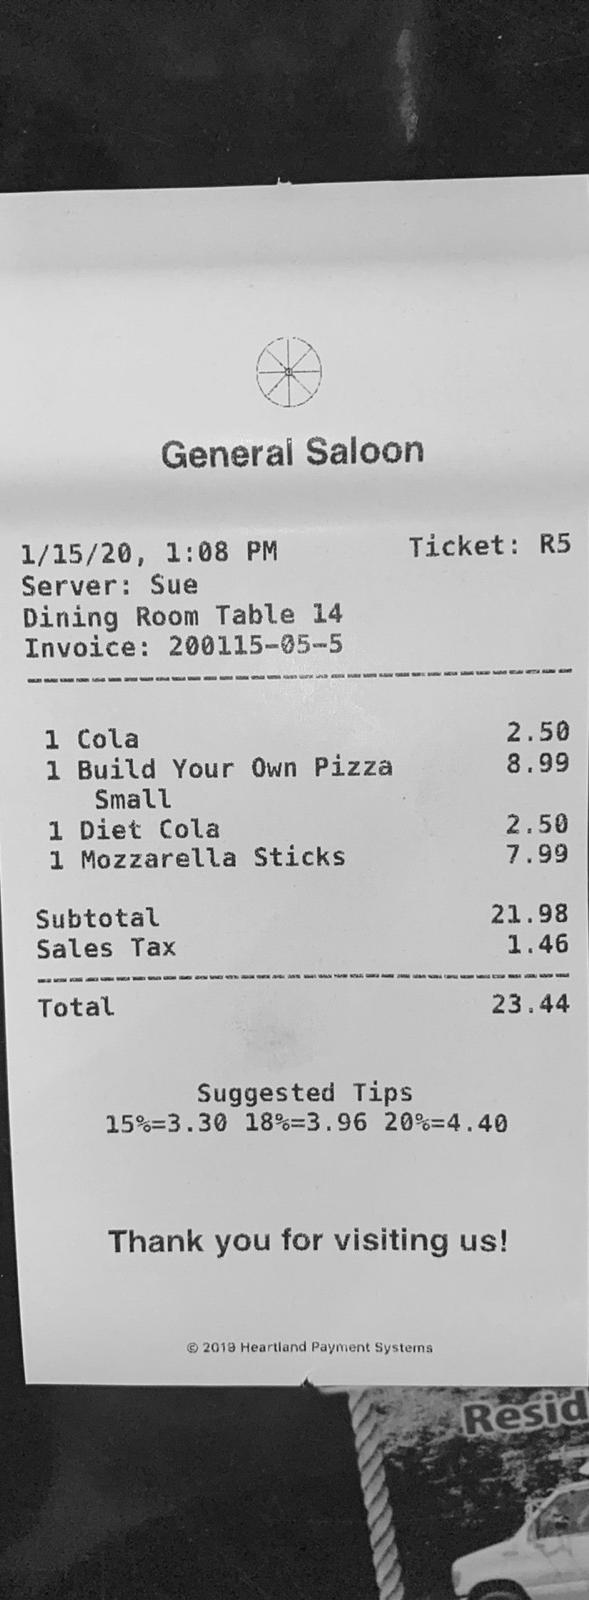 General Saloon
1/15/20, 1:08 PM Ticket: R5
Server: Sue
Dining Room Table 14
Invoice: 200115-05-5
1 Cola 2.50
1 Build Your Own Pizza 8.99
Small
1 Diet Cola 2.50
1 Mozzarella Sticks 7.99
Subtotal 21.98
Sales Tax 1.46
Total 23.44
Suggested Tips
15%=3.30 18%=3.96 20%=4.40
Thank you for visiting us!
© 2019 Heartland Payment Systems
Resid